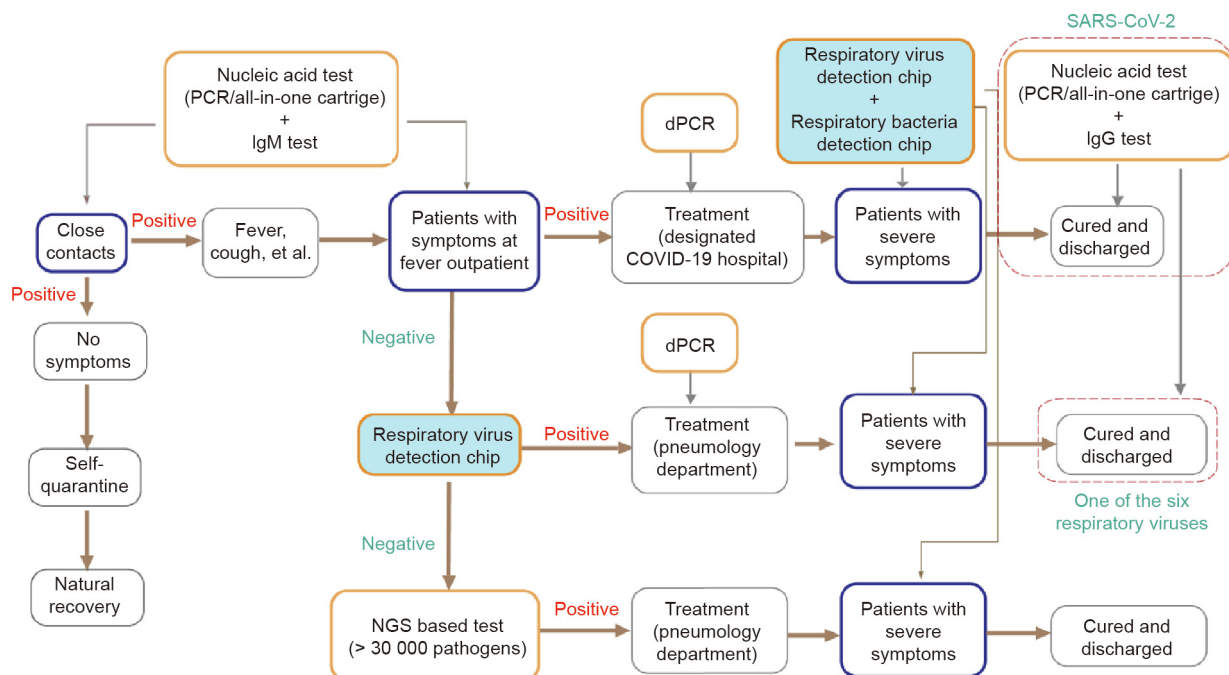 SARS-CoV-2
Nucleic acid test
(PCR/all-in-one cartrige)
+
IgM test
dPCR
Respiratory virus
detection chip
+
Respiratory bacteria
detection chip
Nucleic acid test
(PCR/all-in-one cartrige)
+
IgG test
Close
contacts
Positive
Fever,
cough, et al.
Patients with
symptoms at
fever outpatient
Positive
Treatment
(designated
COVID-19 hospital)
Patients with
severe
symptoms
Cured and
discharged
Positive
No
symptoms
Self-
quarantine
Natural
recovery
Negative
dPCR
Respiratory virus
detection chip
Positive
Treatment
(pneumology
department)
Patients with
severe
symptoms
Cured and
discharged
One of the six
respiratory viruses
Negative
NGS based test
(> 30 000 pathogens)
Positive
Treatment
(pneumology
department)
Patients with
severe
symptoms
Cured and
discharged